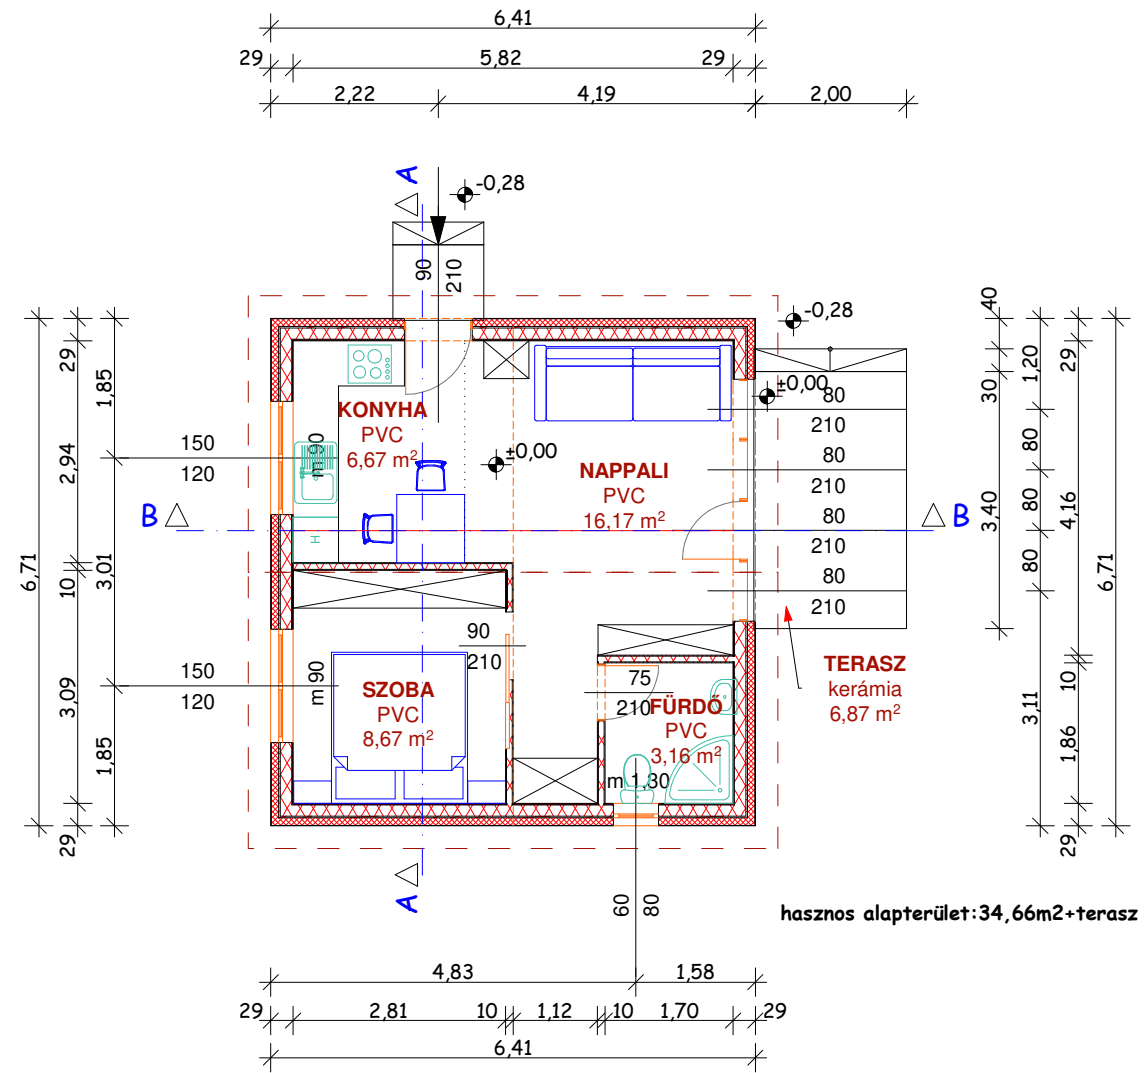 6,41
29 5,82 29
2,22 4,19 2,00
A
-0,28
90
210
-0,28
40
29
1,85
29
1,20
30
±0,00
80
210
KONYHA
PVC
6,67 m²
m 90
150
120
2,94
±0,00
NAPPALI
PVC
16,17 m²
80
210
80
210
80
210
80
80
80
3,40
4,16
B
B
H
6,71
10
3,01
6,71
90
210
150
120
m 90
3,09
SZOBA
PVC
8,67 m²
75
210
FÜRDŐ
PVC
3,16 m²
m 1,30
TERASZ
kerámia
6,87 m²
10
3,11
1,86
1,85
29
29
A
60
80
hasznos alapterület:34,66m2+terasz
4,83 1,58
29 2,81 10 1,12 10 1,70 29
6,41